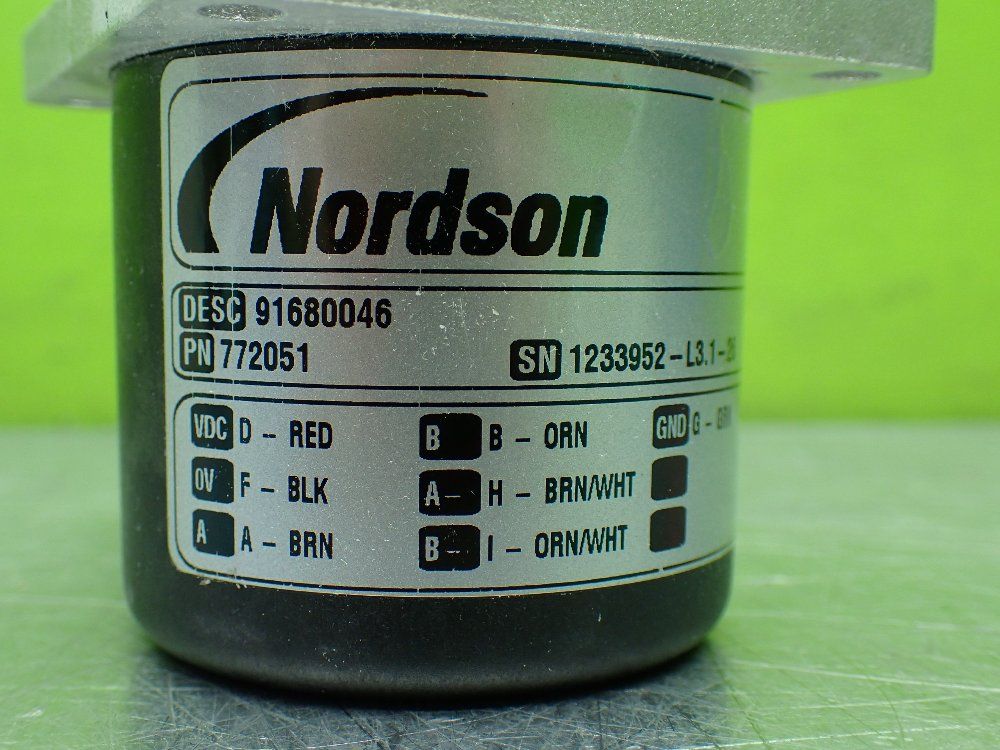 Nordson
DESC 91680046
PN 772051 SN 1233952-L3.1-
VDC D - RED B B - ORN GND G -
0V F - BLK A- H - BRN/WHT
A A - BRN B- I - ORN/WHT